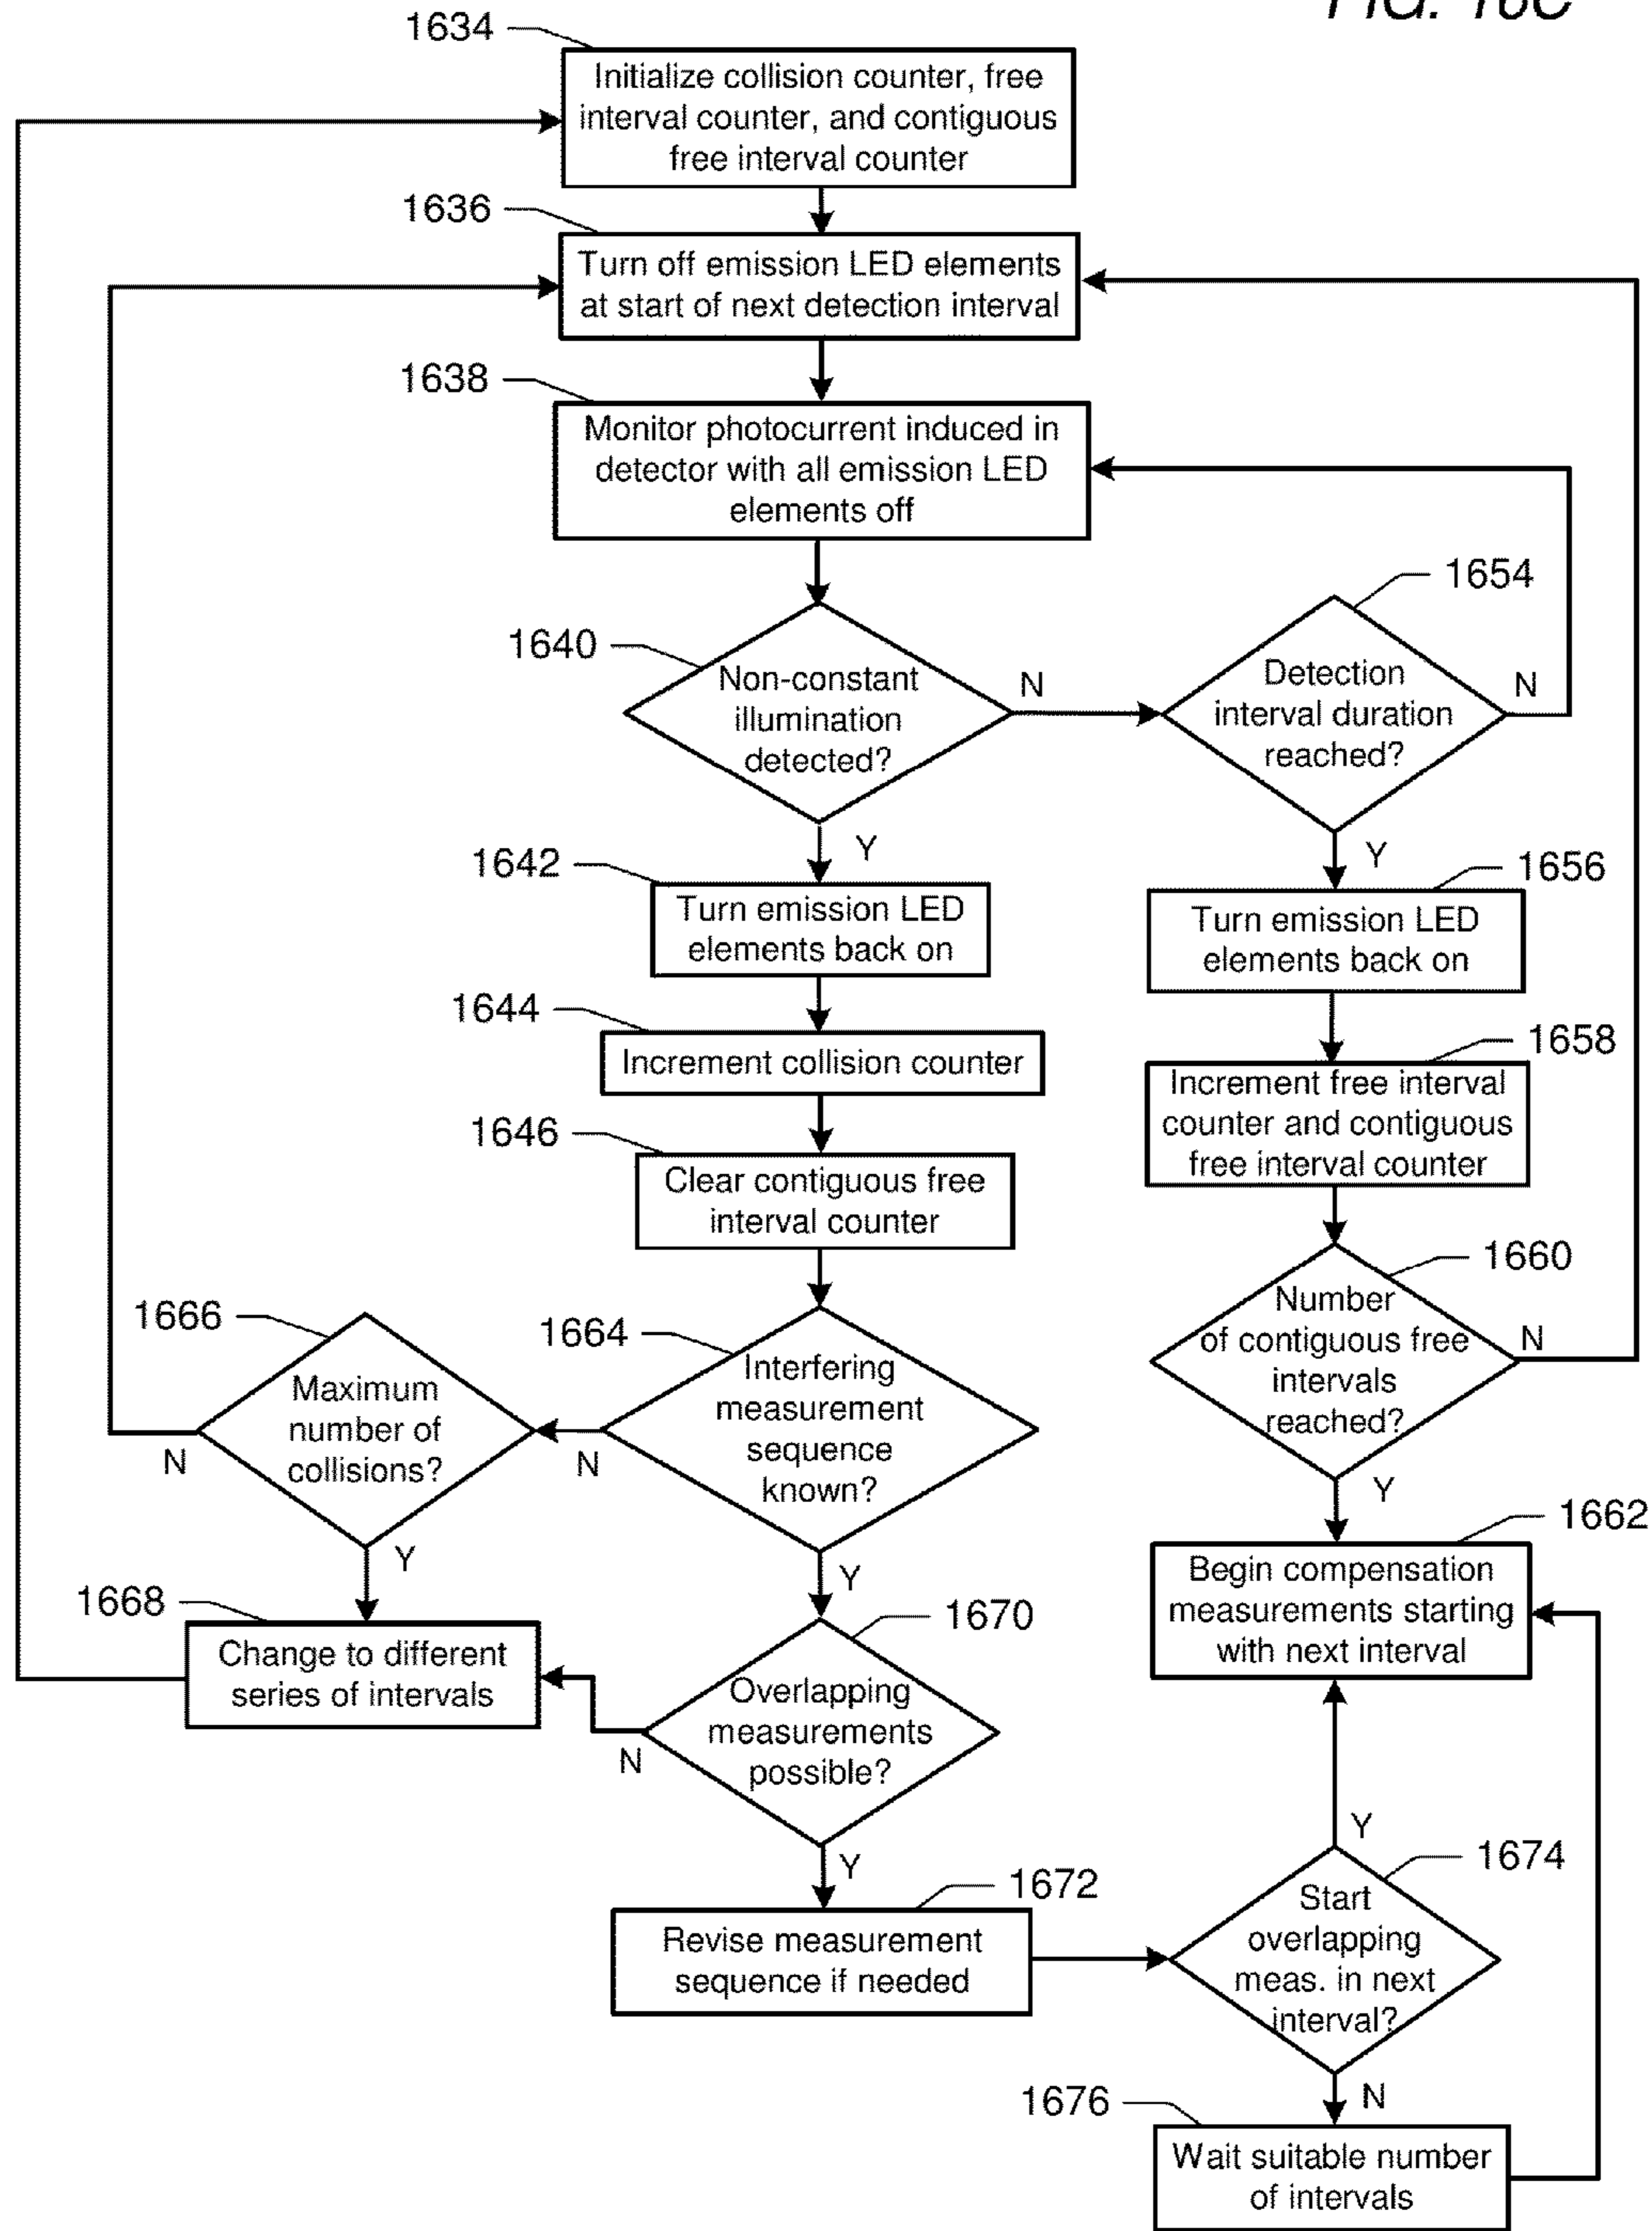 FIG. 16C
1634
Initialize collision counter, free
interval counter, and contiguous
free interval counter
1636
Turn off emission LED elements
at start of next detection interval
1638
Monitor photocurrent induced in
detector with all emission LED
elements off
1640
Non-constant
illumination
detected?
N
Y
1654
Detection
interval duration
reached?
N
Y
1642
Turn emission LED
elements back on
1656
Turn emission LED
elements back on
1644
Increment collision counter
1658
Increment free interval
counter and contiguous
free interval counter
1646
Clear contiguous free
interval counter
1660
Number
of contiguous free
intervals
reached?
N
Y
1666
Maximum
number of
collisions?
N
Y
1664
Interfering
measurement
sequence
known?
N
Y
1662
Begin compensation
measurements starting
with next interval
1668
Change to different
series of intervals
1670
Overlapping
measurements
possible?
N
Y
1672
Revise measurement
sequence if needed
1674
Start
overlapping
meas. in next
interval?
Y
N
1676
Wait suitable number
of intervals